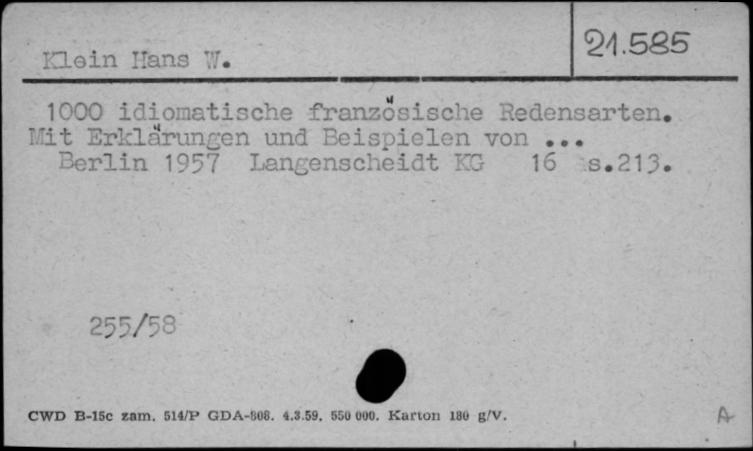 21.585
Klein Hans W.
1000 idiomatische französische Redensarten.
Mit Erklärungen und Beispielen von ...
Berlin 1957 Langenscheidt KG 16 s.213.
255/58
CWD B-15c zam. 514/P GDA-808. 4.3.59. 550 000. Karton 180 g/V.
A